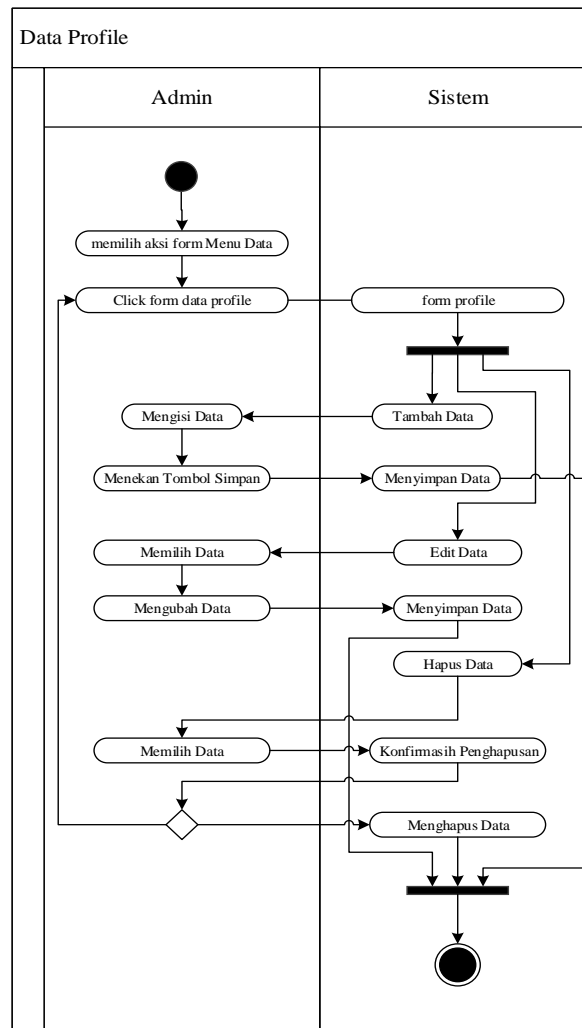 Data Profile
Admin
Sistem
memilih aksi form Menu Data
Click form data profile
form profile
Mengisi Data
Tambah Data
Menekan Tombol Simpan
Menyimpan Data
Memilih Data
Edit Data
Mengubah Data
Menyimpan Data
Hapus Data
Memilih Data
Konfirmasih Penghapusan
Menghapus Data